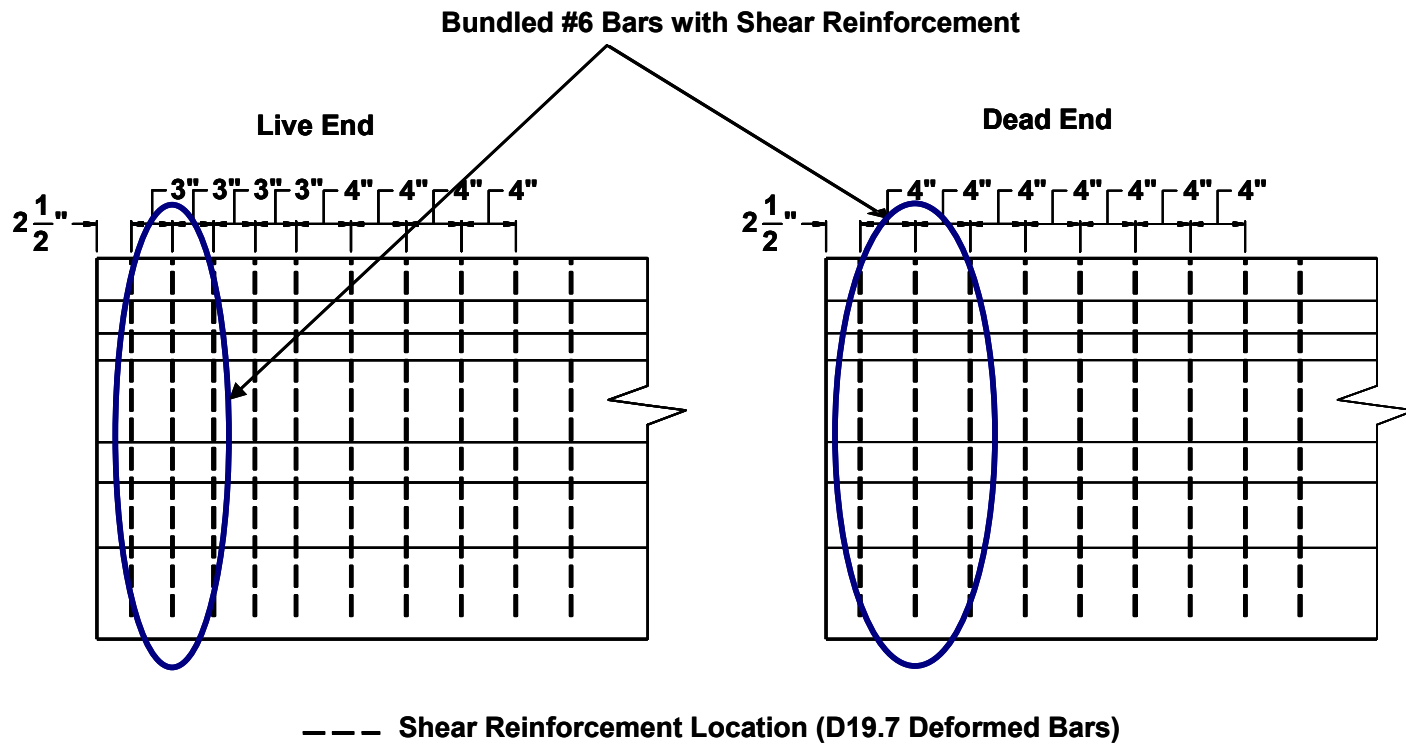 Bundled #6 Bars with Shear Reinforcement
Live End
Dead End
2 1/2" 3" 3" 3" 3" 4" 4" 4" 4"
2 1/2" 4" 4" 4" 4" 4" 4" 4"
Shear Reinforcement Location (D19.7 Deformed Bars)